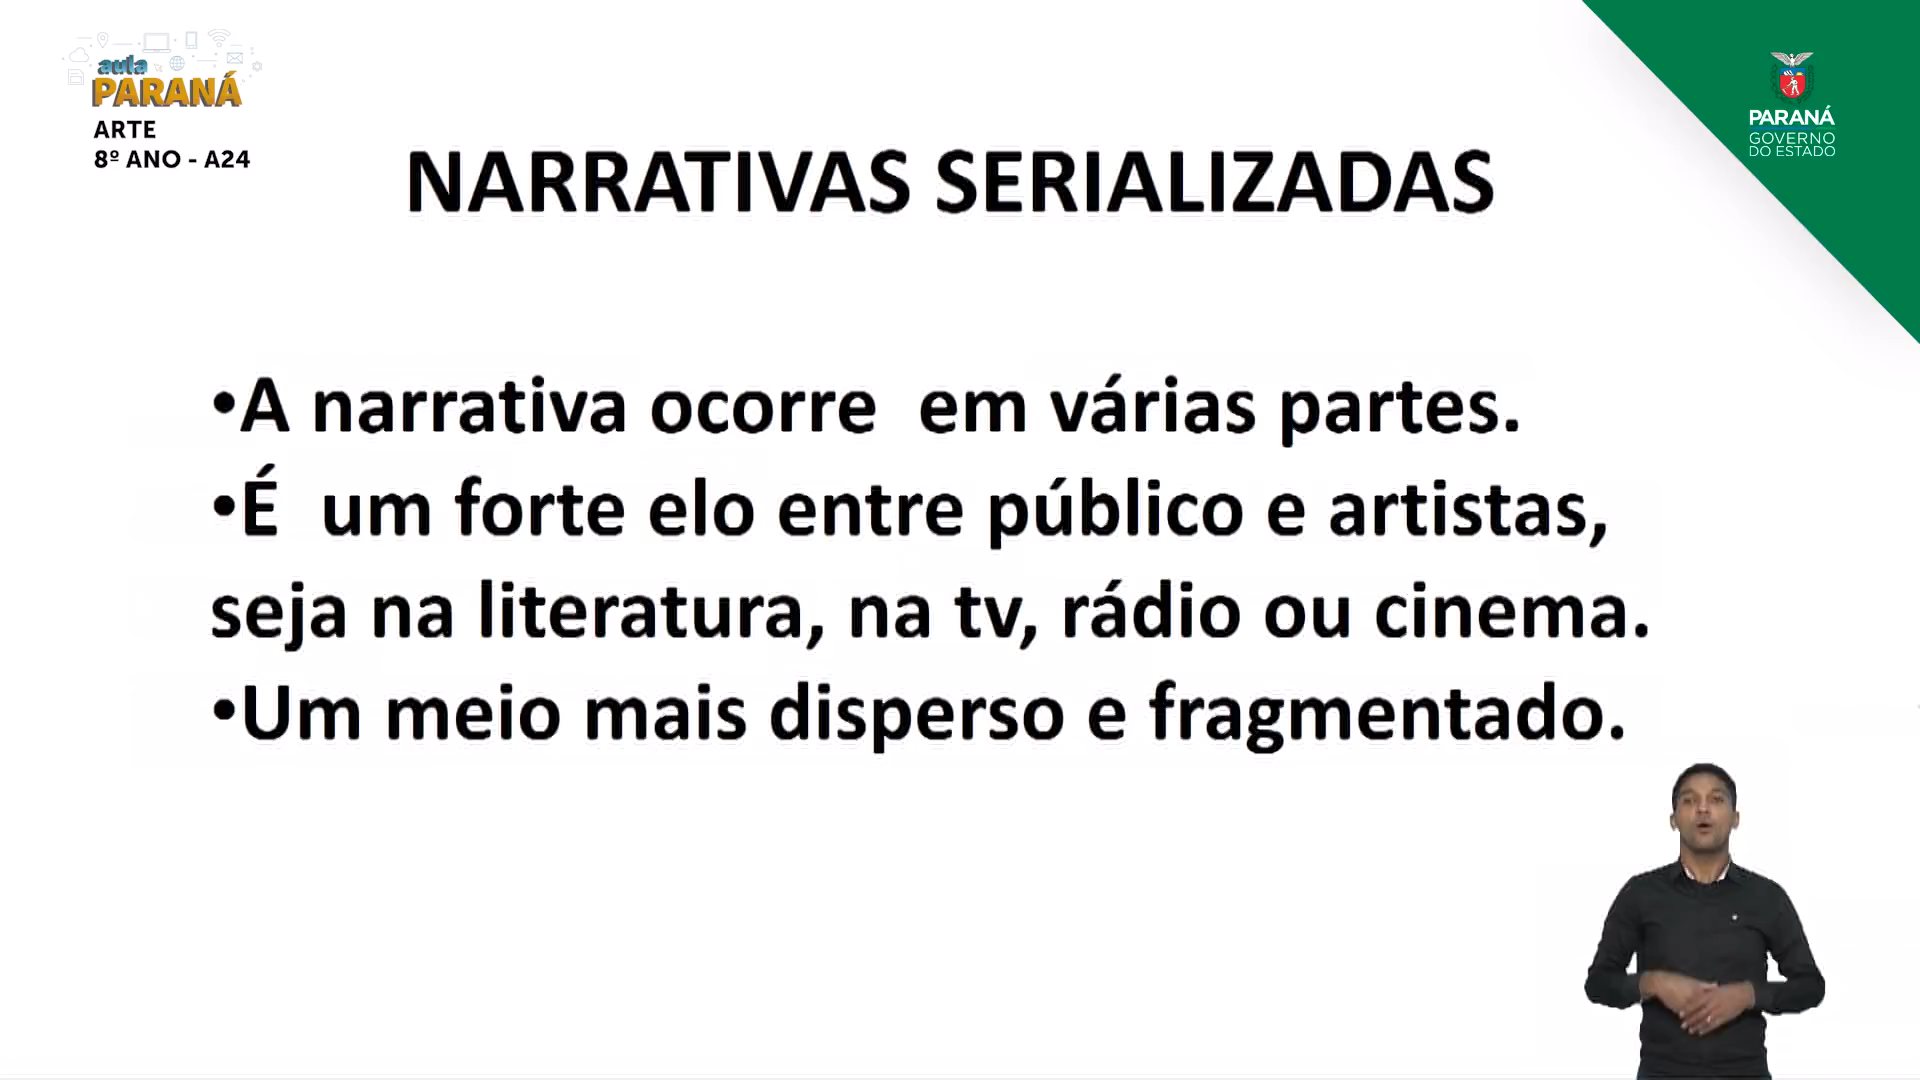 aula
PARANÁ
ARTE
8º ANO - A24
PARANÁ
GOVERNO
DO ESTADO
NARRATIVAS SERIALIZADAS
•A narrativa ocorre  em várias partes.
•É  um forte elo entre público e artistas,
seja na literatura, na tv, rádio ou cinema.
•Um meio mais disperso e fragmentado.